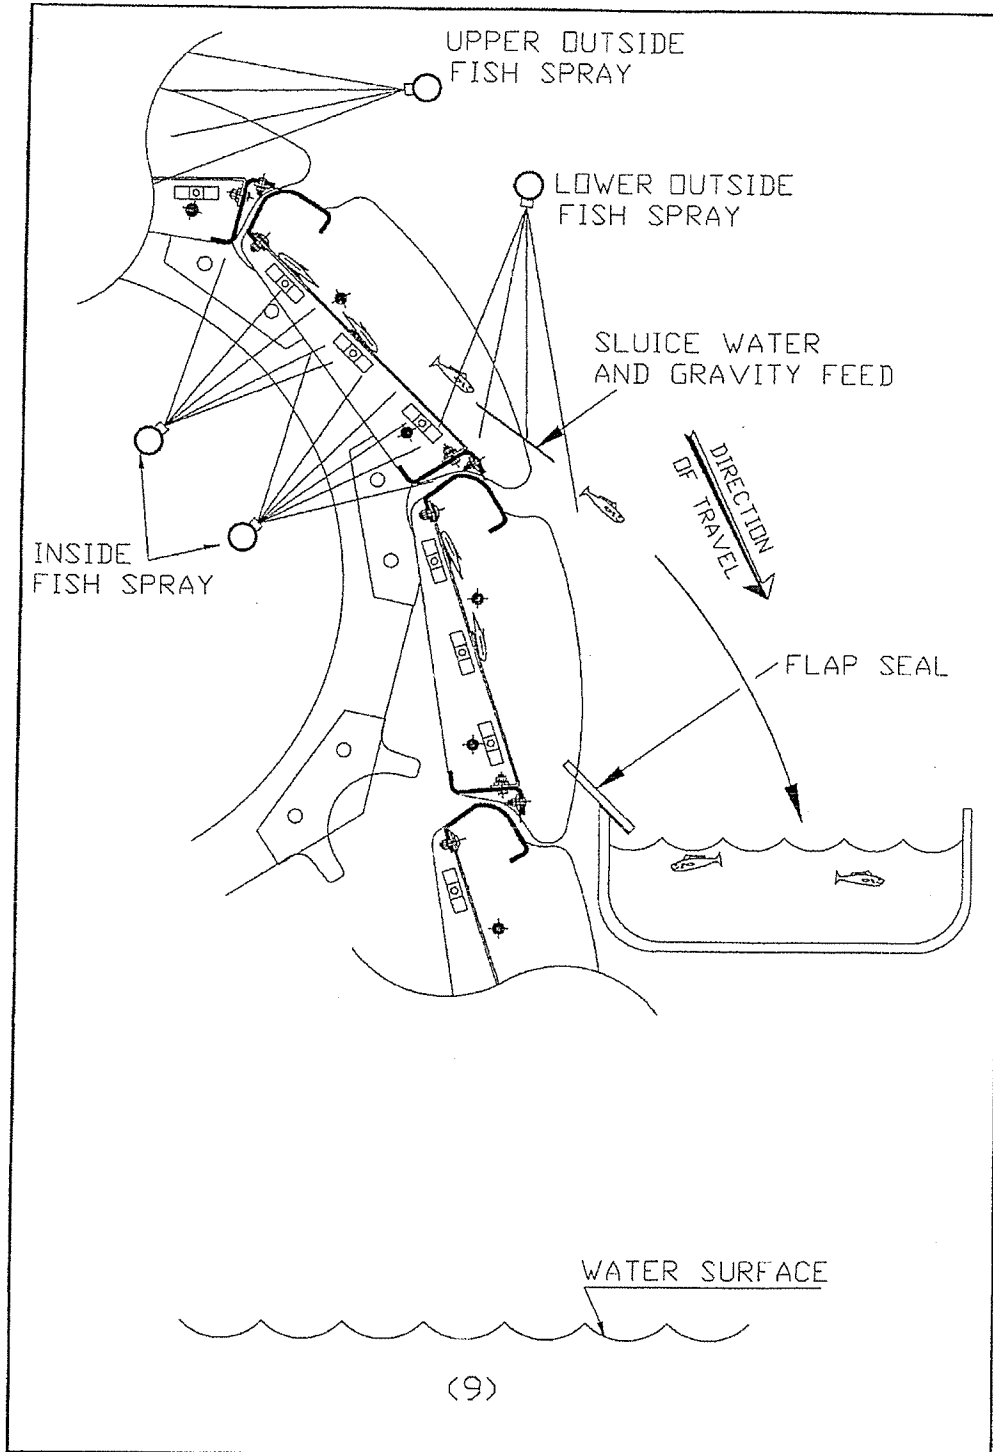 UPPER OUTSIDE
FISH SPRAY
LOWER OUTSIDE
FISH SPRAY
SLUICE WATER
AND GRAVITY FEED
DIRECTION
OF TRAVEL
INSIDE
FISH SPRAY
FLAP SEAL
WATER SURFACE
(9)